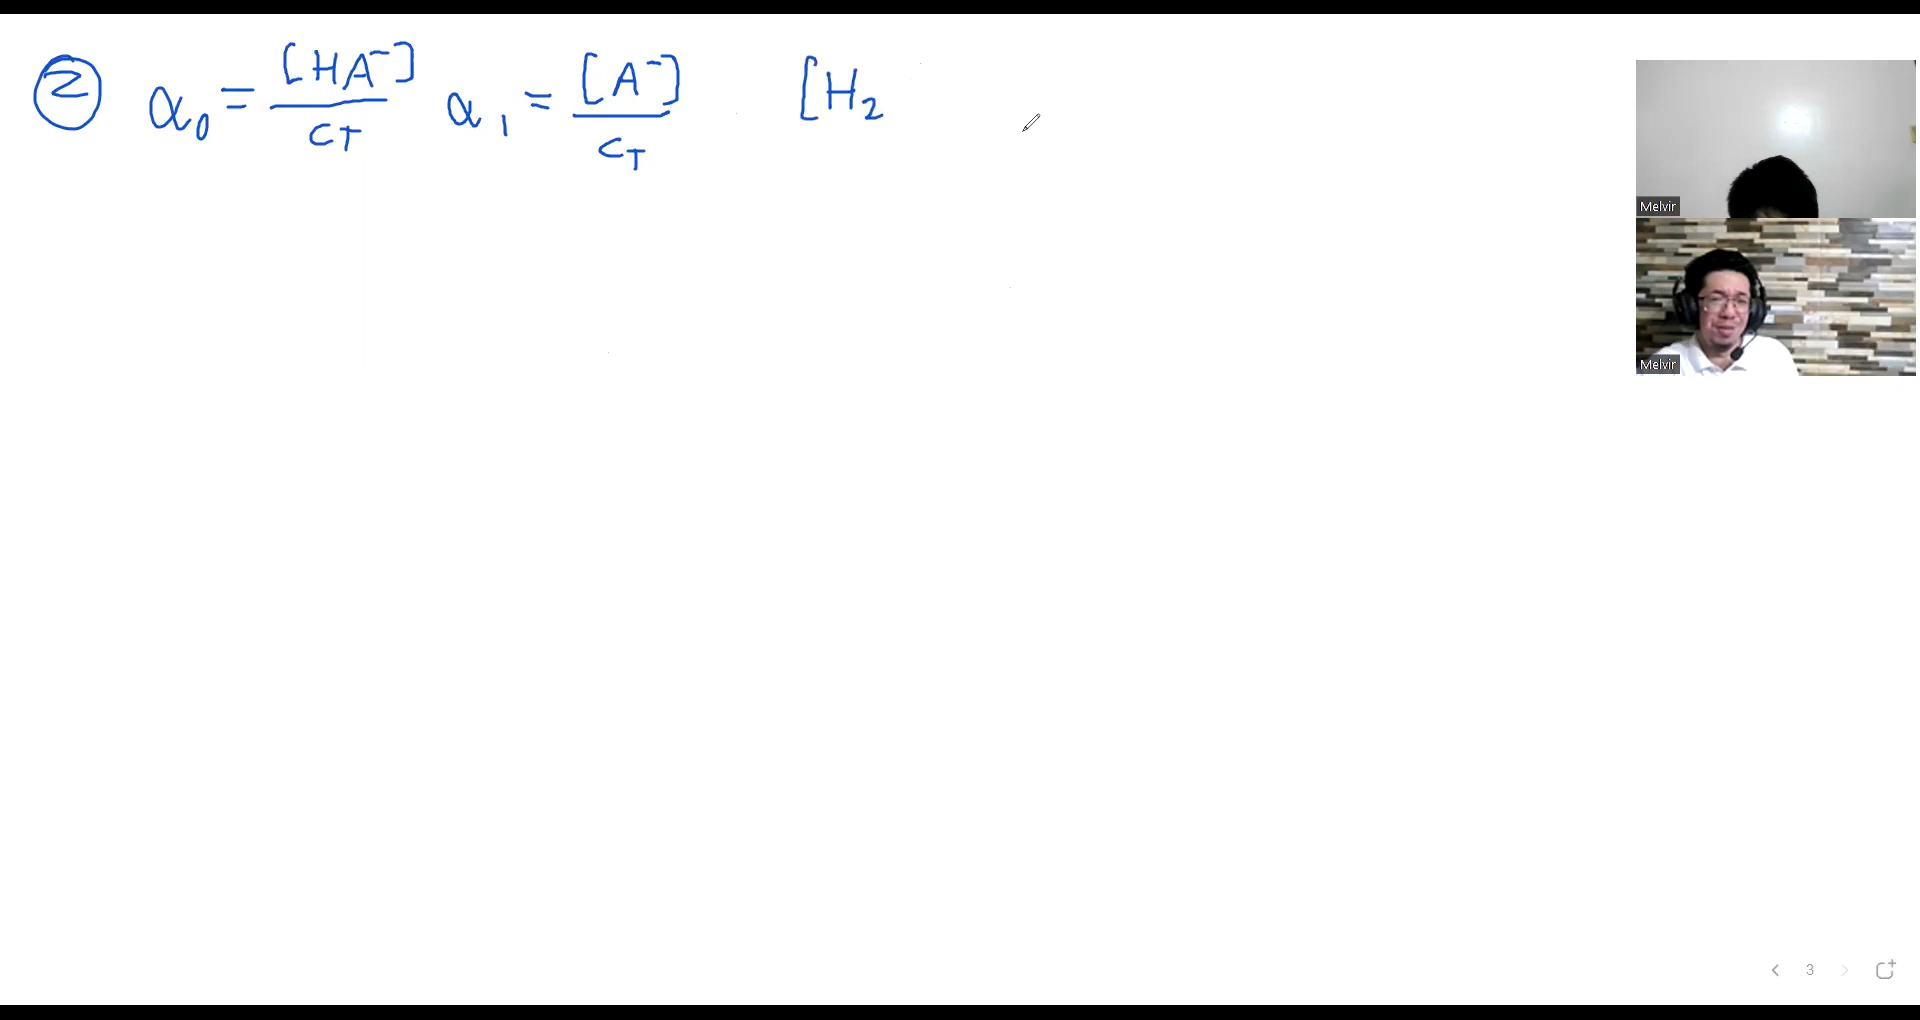 ② α₀ = [HA⁻] / CT α₁ = [A⁻] / CT [H₂
Melvir
Melvir
3